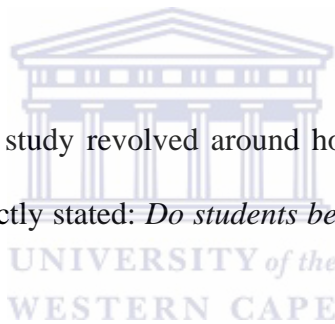 study revolved around ho
ctly stated: Do students be
UNIVERSITY of the
WESTERN CAPE